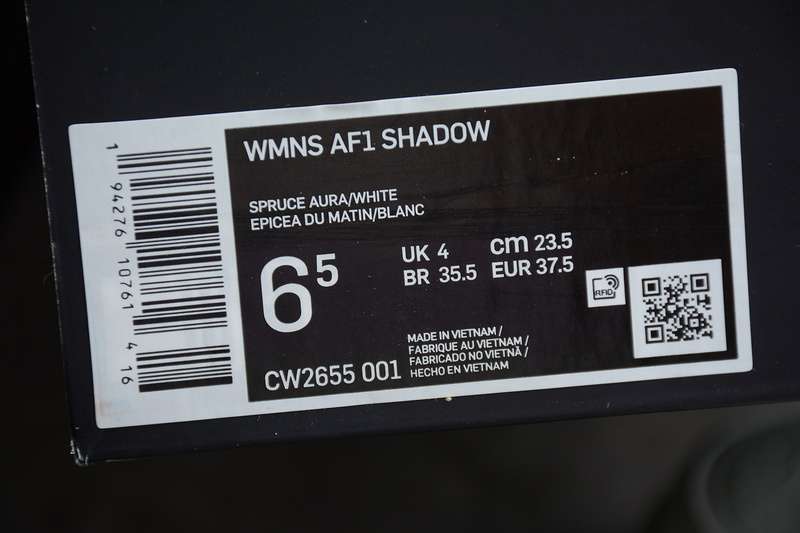 WMNS AF1 SHADOW
SPRUCE AURA/WHITE
EPICEA DU MATIN/BLANC
6 5
UK 4 cm 23.5
BR 35.5 EUR 37.5
RFID
CW2655 001
MADE IN VIETNAM /
FABRIQUE AU VIETNAM /
FABRICADO NO VIETNÃ /
HECHO EN VIETNAM
1 94276 10761 416